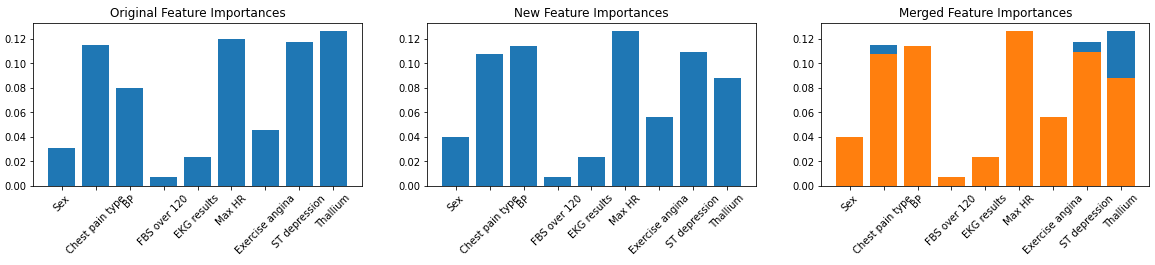 Original Feature Importances
0.12
0.10
0.08
0.06
0.04
0.02
0.00
Sex
Chest pain type
BP
FBS over 120
EKG results
Max HR
Exercise angina
ST depression
Thallium
New Feature Importances
0.12
0.10
0.08
0.06
0.04
0.02
0.00
Sex
Chest pain type
BP
FBS over 120
EKG results
Max HR
Exercise angina
ST depression
Thallium
Merged Feature Importances
0.12
0.10
0.08
0.06
0.04
0.02
0.00
Sex
Chest pain type
BP
FBS over 120
EKG results
Max HR
Exercise angina
ST depression
Thallium